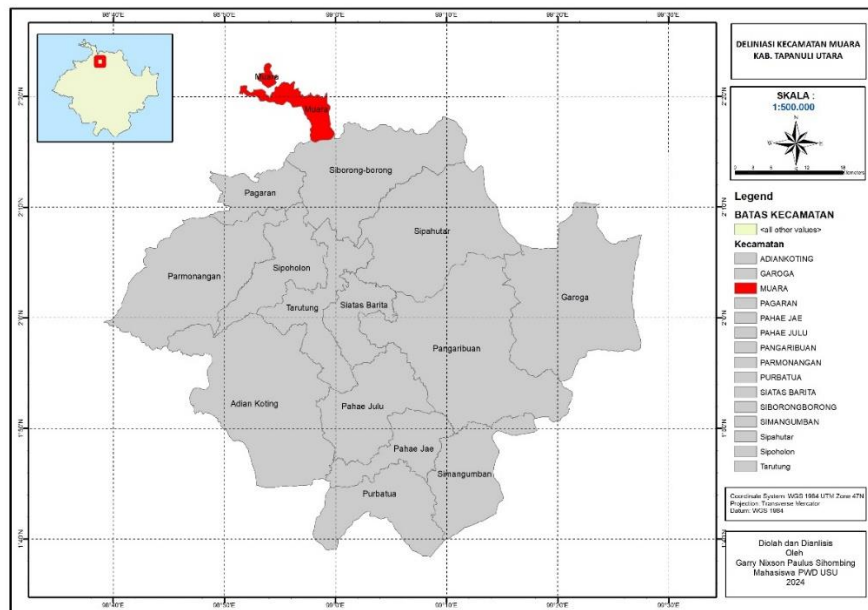 DELINIASI KECAMATAN MUARA
KAB. TAPANULI UTARA
SKALA :
1:500.000
Legend
BATAS KECAMATAN
<all other values>
Kecamatan
ADIANKOTING
GAROGA
MUARA
PAGARAN
PAHAE JAE
PAHAE JULU
PANGARIBUAN
PARMONANGAN
PURBATUA
SIATAS BARITA
SIBORONGBORONG
SIMANGUMBAN
Sipahutar
Sipoholon
Tarutung
Coordinate System: WGS 1984 UTM Zone 47N
Projection: Transverse Mercator
Datum: WGS 1984
Diolah dan Dianlisis
Oleh
Garry Nixson Paulus Sihombing
Mahasiswa PWD USU
2024
Muara
Muara
Siborong-borong
Pagaran
Sipahutar
Parmonangan
Sipoholon
Garoga
Tarutung
Siatas Barita
Pangaribuan
Adian Koting
Pahae Julu
Pahae Jae
Simangumban
Purbatua